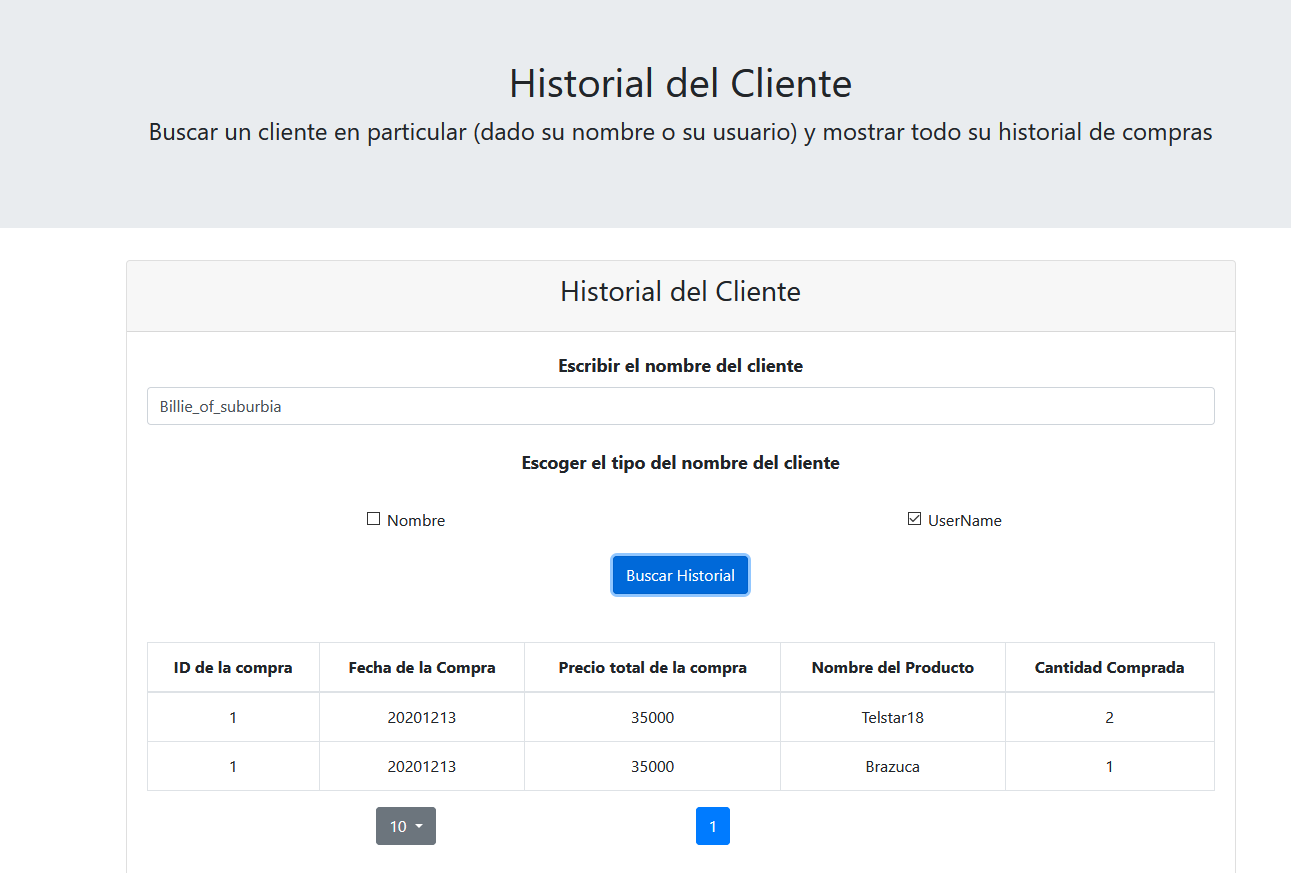 Historial del Cliente
Buscar un cliente en particular (dado su nombre o su usuario) y mostrar todo su historial de compras
Historial del Cliente
Escribir el nombre del cliente
Billie_of_suburbia
Escoger el tipo del nombre del cliente
Nombre UserName
Buscar Historial
ID de la compra Fecha de la Compra Precio total de la compra Nombre del Producto Cantidad Comprada
1 20201213 35000 Telstar18 2
1 20201213 35000 Brazuca 1
10 1